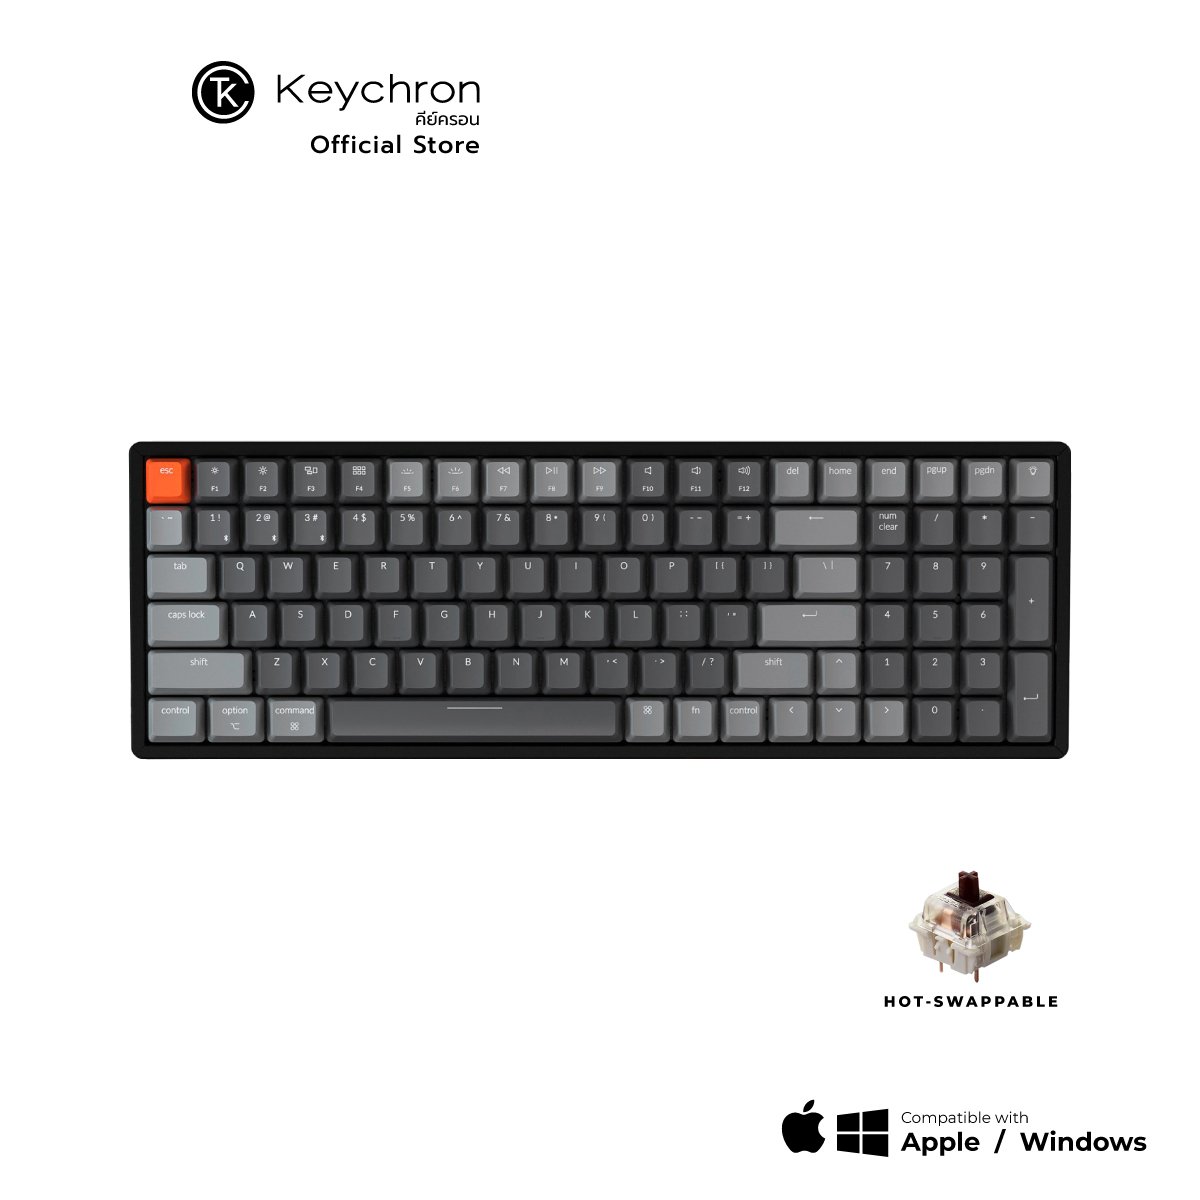 TK Keychron
คีย์ครอน
Official Store
esc F1 F2 F3 F4 F5 F6 F7 F8 F9 F10 F11 F12 del home end pgup pgdn
` ~ 1 ! 2 @ 3 # 4 $ 5 % 6 ^ 7 & 8 * 9 ( 0 ) - – = + ← num clear / * -
tab Q W E R T Y U I O P [ { ] } \ | 7 8 9 +
caps lock A S D F G H J K L ; : ' " 4 5 6
shift Z X C V B N M , < . > / ? shift ^ 1 2 3
control option command fn control < > 0 .
HOT-SWAPPABLE
Compatible with
Apple / Windows